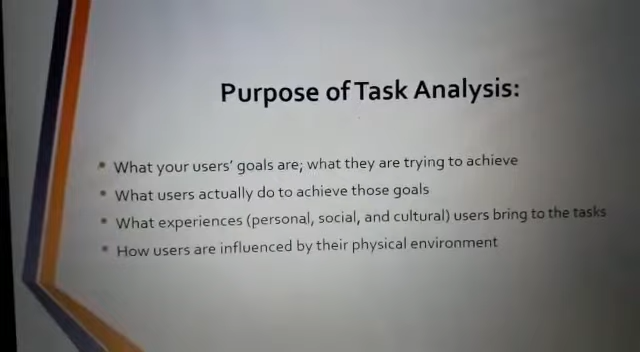 Purpose of Task Analysis:
What your users' goals are; what they are trying to achieve
What users actually do to achieve those goals
What experiences (personal, social, and cultural) users bring to the tasks
How users are influenced by their physical environment